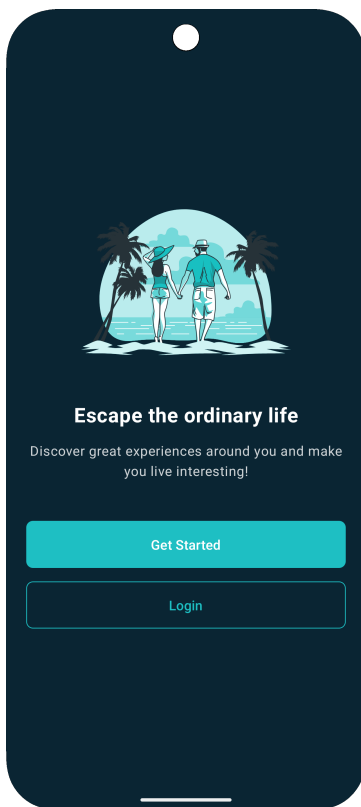 Escape the ordinary life
Discover great experiences around you and make
you live interesting!
Get Started
Login